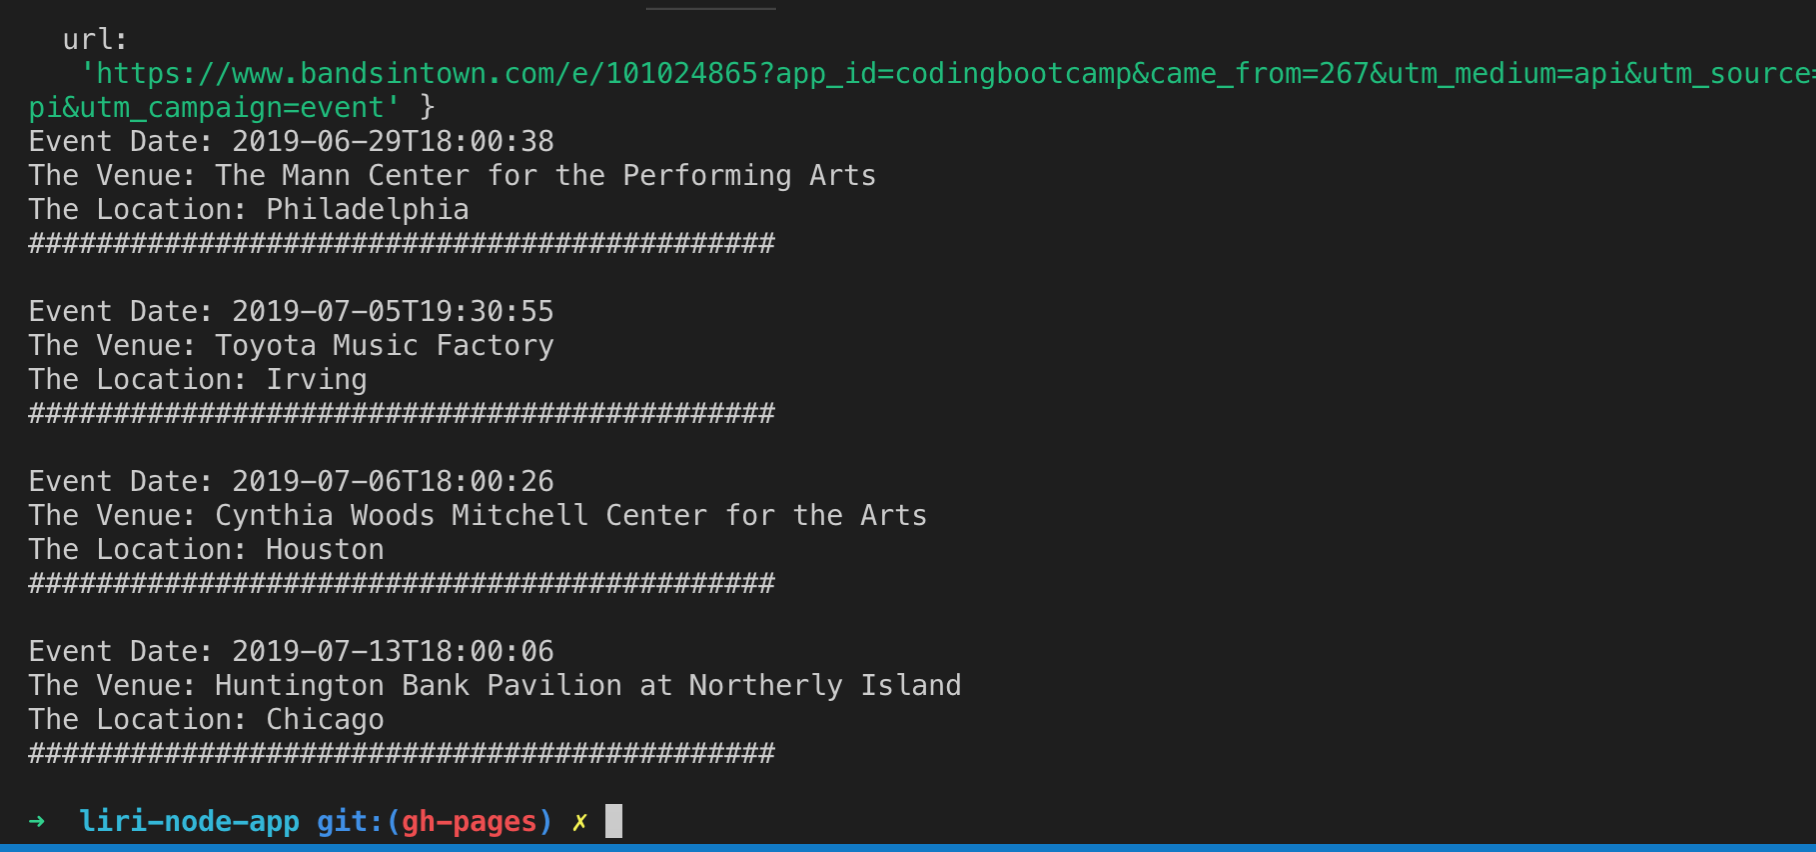 url:
'https://www.bandsintown.com/e/101024865?app_id=codingbootcamp&came_from=267&utm_medium=api&utm_source=
pi&utm_campaign=event' }
Event Date: 2019-06-29T18:00:38
The Venue: The Mann Center for the Performing Arts
The Location: Philadelphia
############################################

Event Date: 2019-07-05T19:30:55
The Venue: Toyota Music Factory
The Location: Irving
############################################

Event Date: 2019-07-06T18:00:26
The Venue: Cynthia Woods Mitchell Center for the Arts
The Location: Houston
############################################

Event Date: 2019-07-13T18:00:06
The Venue: Huntington Bank Pavilion at Northerly Island
The Location: Chicago
############################################

➜  liri-node-app git:(gh-pages) ✗